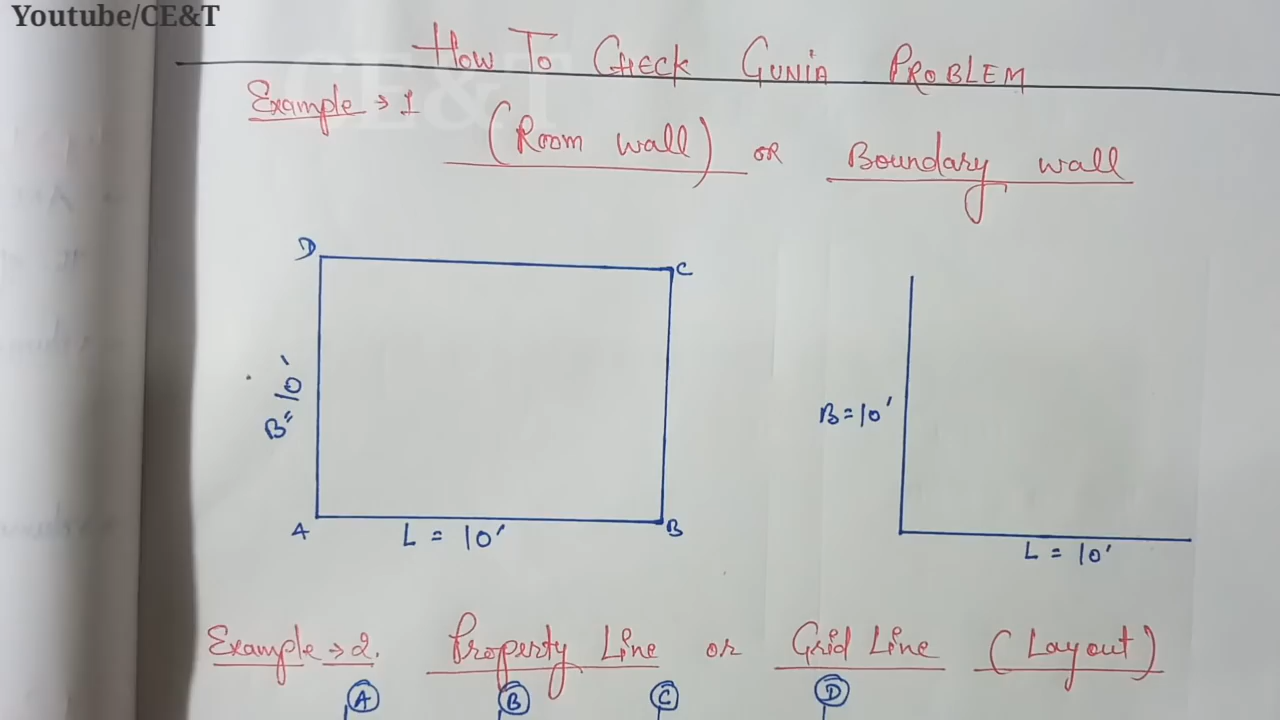 Youtube/CE&T
How To Check Gunia Problem
Example → 1
(Room wall) or Boundary wall
D
C
B = 10'
A
L = 10'
B
B = 10'
L = 10'
Example → 2. Property Line or Grid Line (Layout)
A B C D